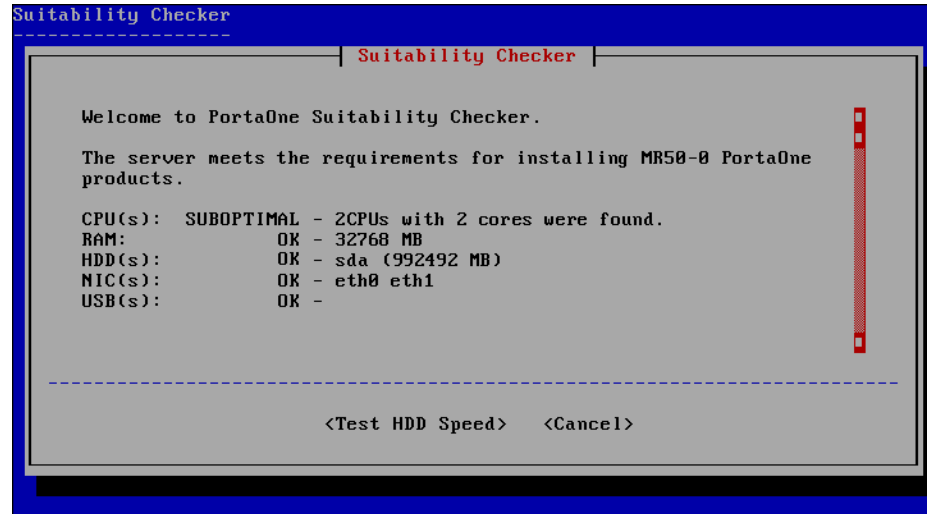 Suitability Checker
Suitability Checker
Welcome to PortaOne Suitability Checker.
The server meets the requirements for installing MR50-0 PortaOne
products.
CPU(s): SUBOPTIMAL - 2CPUs with 2 cores were found.
RAM: OK - 32768 MB
HDD(s): OK - sda (992492 MB)
NIC(s): OK - eth0 eth1
USB(s): OK -
<Test HDD Speed> <Cancel>